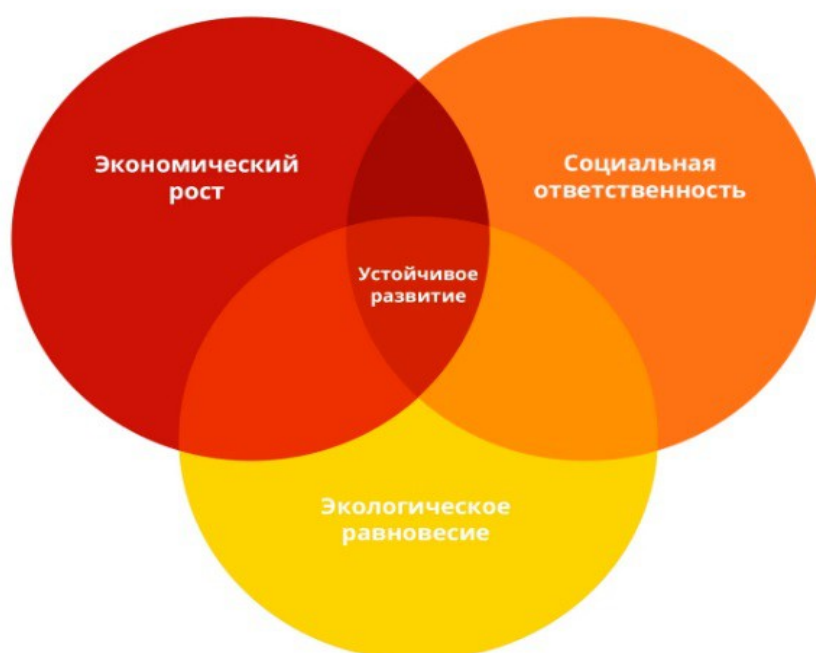 Экономический
рост
Социальная
ответственность
Устойчивое
развитие
Экологическое
равновесие